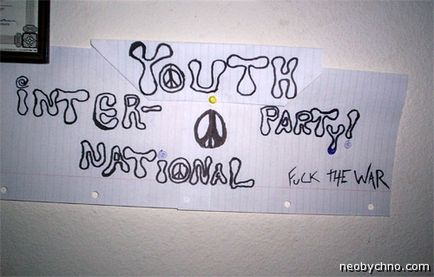 YOUTH
INTER-
NATIONAL
PARTY!
FUCK THE WAR
neobychno.com